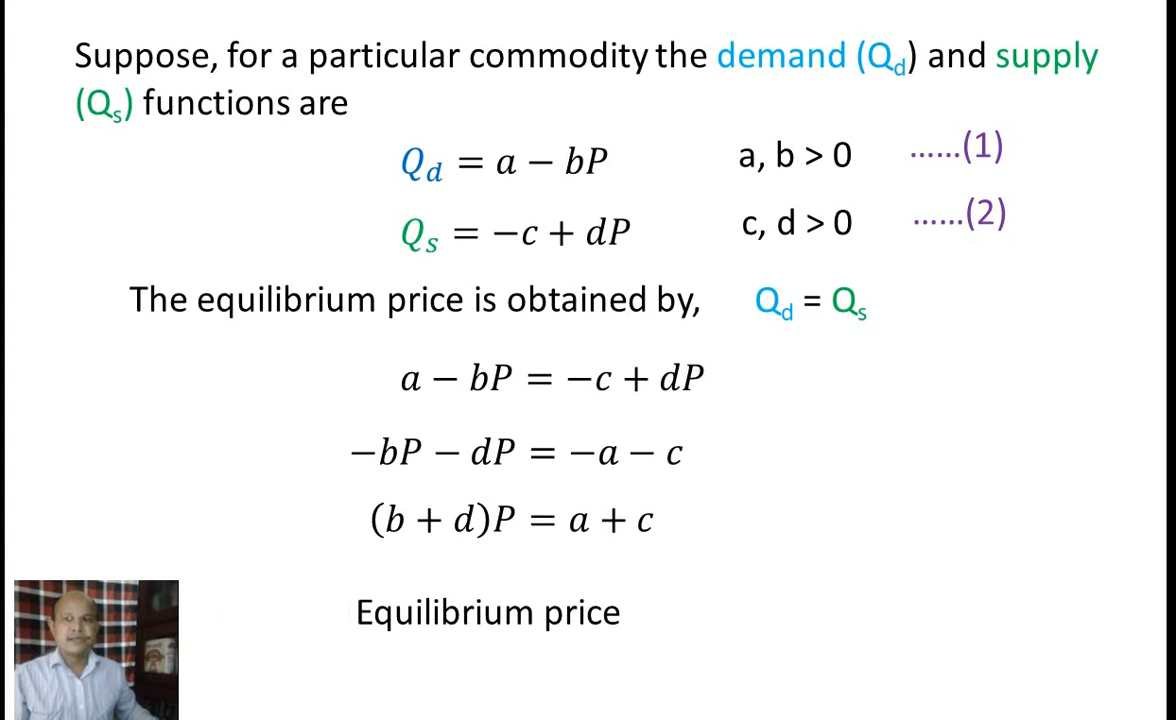 Suppose, for a particular commodity the demand (Qd) and supply
(Qs) functions are
Qd = a − bP a, b > 0 ......(1)
Qs = −c + dP c, d > 0 ......(2)
The equilibrium price is obtained by, Qd = Qs
a − bP = −c + dP
−bP − dP = −a − c
(b + d)P = a + c
Equilibrium price